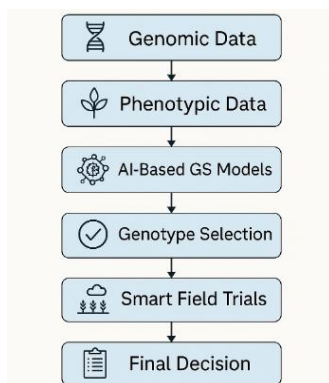 Genomic Data
Phenotypic Data
AI-Based GS Models
Genotype Selection
Smart Field Trials
Final Decision